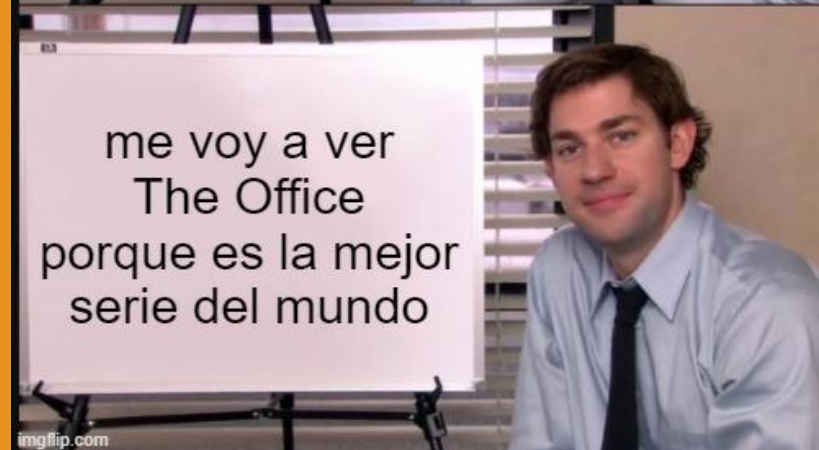 me voy a ver
The Office
porque es la mejor
serie del mundo
imgflip.com